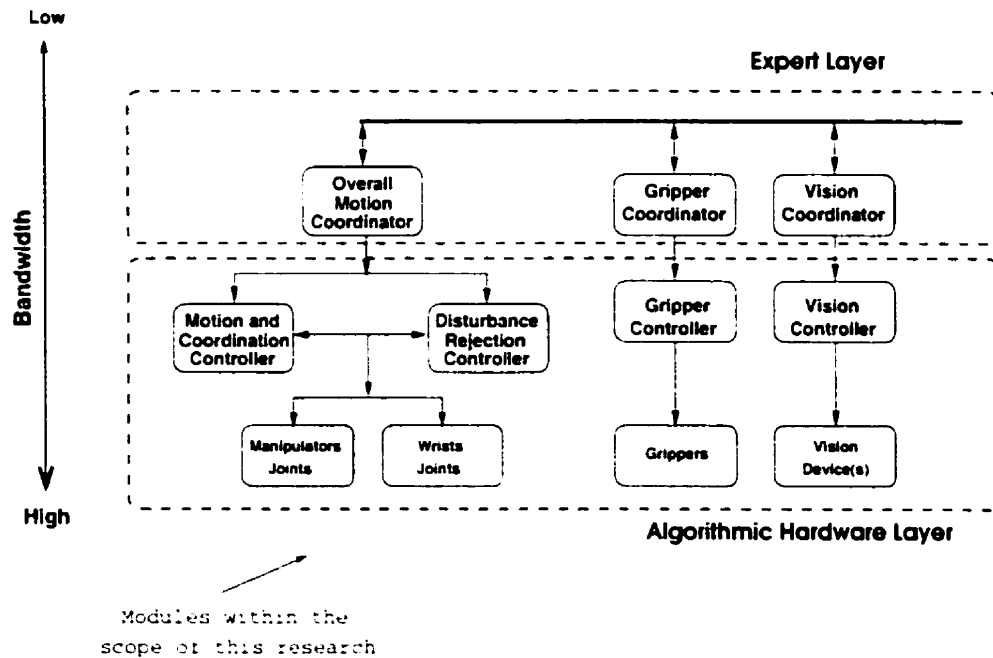 Low
Expert Layer
Overall
Motion
Coordinator
Gripper
Coordinator
Vision
Coordinator
Bandwidth
Motion and
Coordination
Controller
Disturbance
Rejection
Controller
Gripper
Controller
Vision
Controller
Manipulators
Joints
Wrists
Joints
Grippers
Vision
Device(s)
High
Algorithmic Hardware Layer
Modules within the
scope of this research